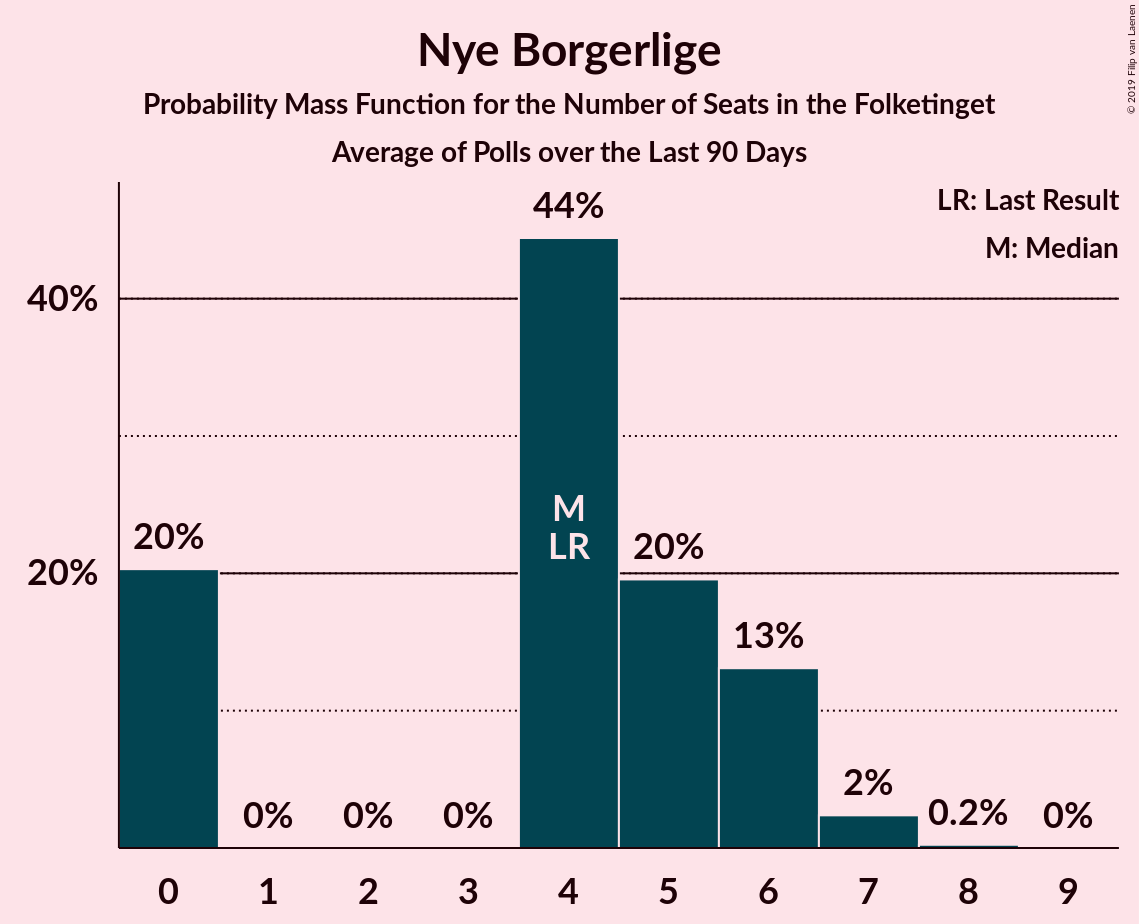 Nye Borgerlige
Probability Mass Function for the Number of Seats in the Folketinget
Average of Polls over the Last 90 Days
© 2019 Filip van Laenen
LR: Last Result
M: Median
44%
40%
M
LR
20%
20%
20%
13%
2%
0%
0%
0%
0.2%
0%
0
1
2
3
4
5
6
7
8
9